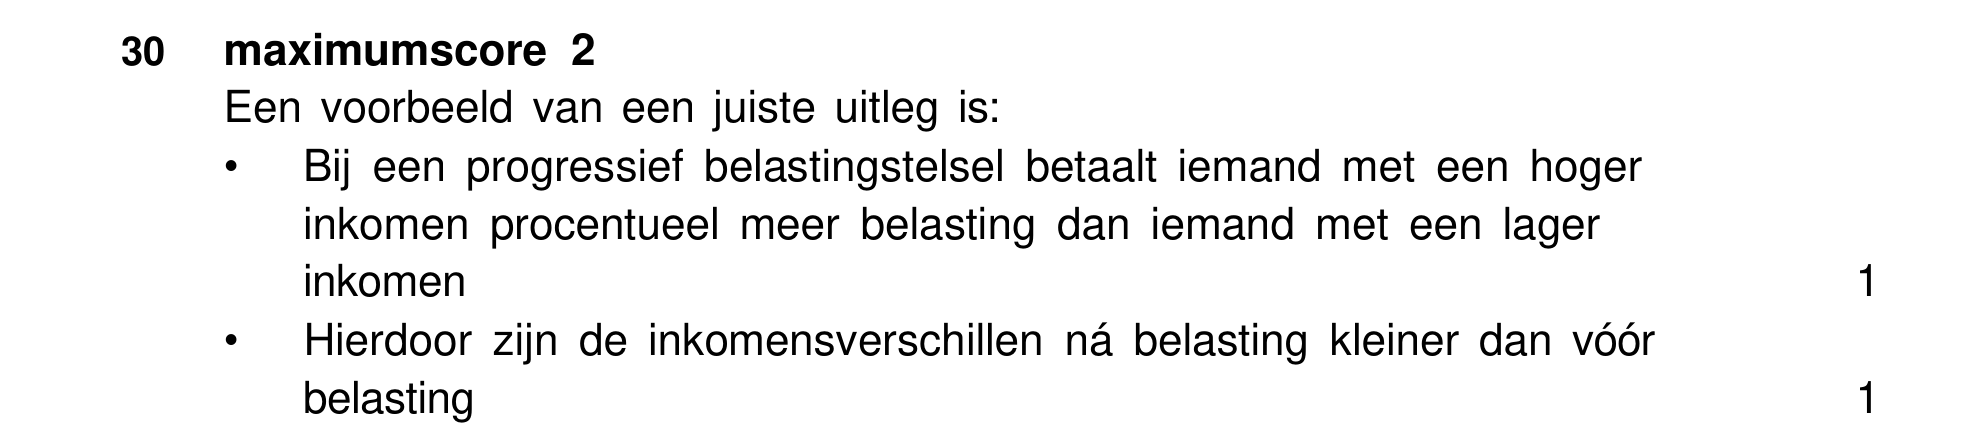 30 maximumscore 2
Een voorbeeld van een juiste uitleg is:
• Bij een progressief belastingstelsel betaalt iemand met een hoger
inkomen procentueel meer belasting dan iemand met een lager
inkomen 1
• Hierdoor zijn de inkomensverschillen ná belasting kleiner dan vóór
belasting 1